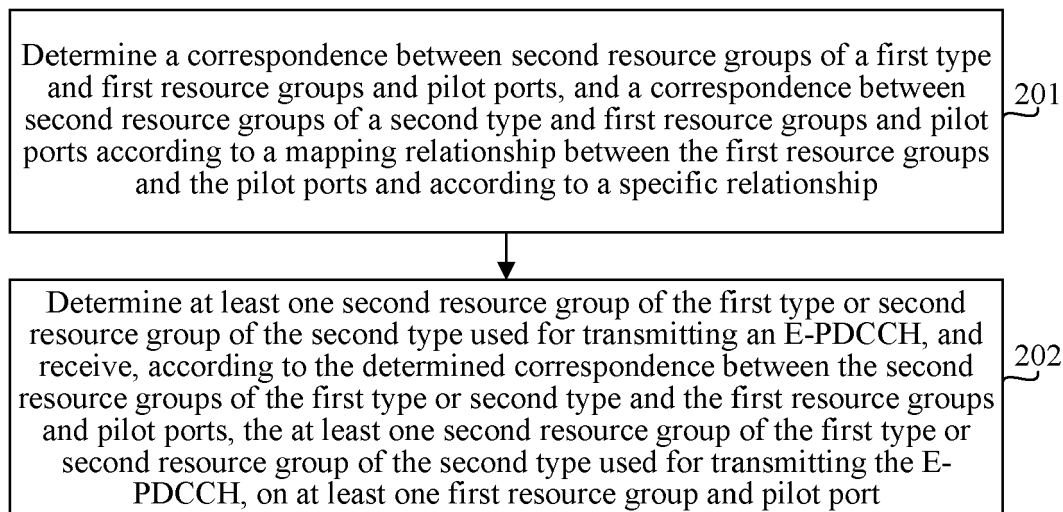 Determine a correspondence between second resource groups of a first type
and first resource groups and pilot ports, and a correspondence between
second resource groups of a second type and first resource groups and pilot
ports according to a mapping relationship between the first resource groups
and the pilot ports and according to a specific relationship
201
Determine at least one second resource group of the first type or second
resource group of the second type used for transmitting an E-PDCCH, and
receive, according to the determined correspondence between the second
resource groups of the first type or second type and the first resource groups
and pilot ports, the at least one second resource group of the first type or
second resource group of the second type used for transmitting the E-
PDCCH, on at least one first resource group and pilot port
202